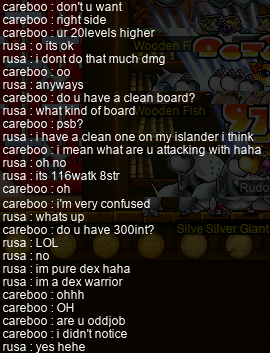 careboo : don't u want
careboo : right side
careboo : ur 20levels higher
rusa : o its ok
rusa : i dont do that much dmg
careboo : oo
rusa : anyways
careboo : do u have a clean board?
rusa : what kind of board
careboo : psb?
rusa : i have a clean one on my islander i think
careboo : i mean what are u attacking with haha
rusa : oh no
rusa : its 116watk 8str
careboo : oh
careboo : i'm very confused
rusa : whats up
careboo : do u have 300int?
rusa : LOL
rusa : no
rusa : im pure dex haha
rusa : im a dex warrior
careboo : ohhh
careboo : OH
careboo : are u oddjob
careboo : i didn't notice
rusa : yes hehe
Wooden Fi
Wooden Fish
Rudo
Silve Silver Giant